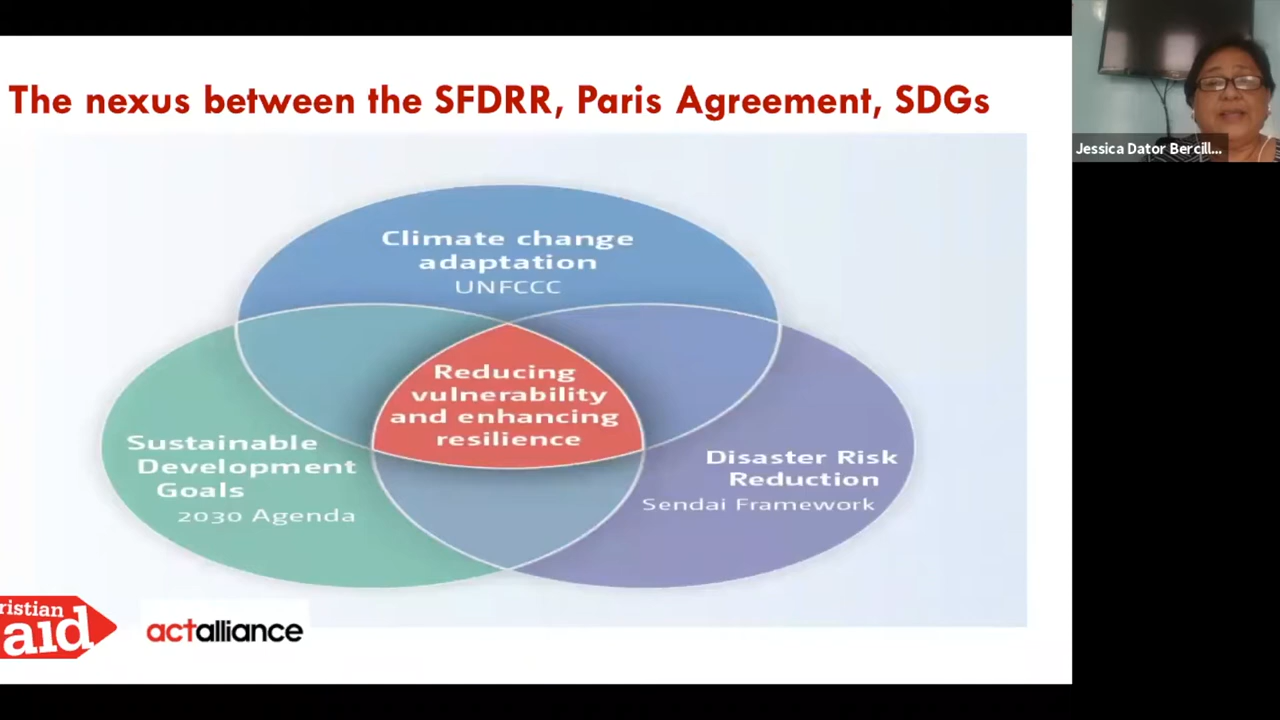 The nexus between the SFDRR, Paris Agreement, SDGs
Jessica Dator Bercill...
Climate change
adaptation
UNFCCC
Reducing
vulnerability
and enhancing
resilience
Sustainable
Development
Goals
2030 Agenda
Disaster Risk
Reduction
Sendai Framework
ristian
aid
actalliance